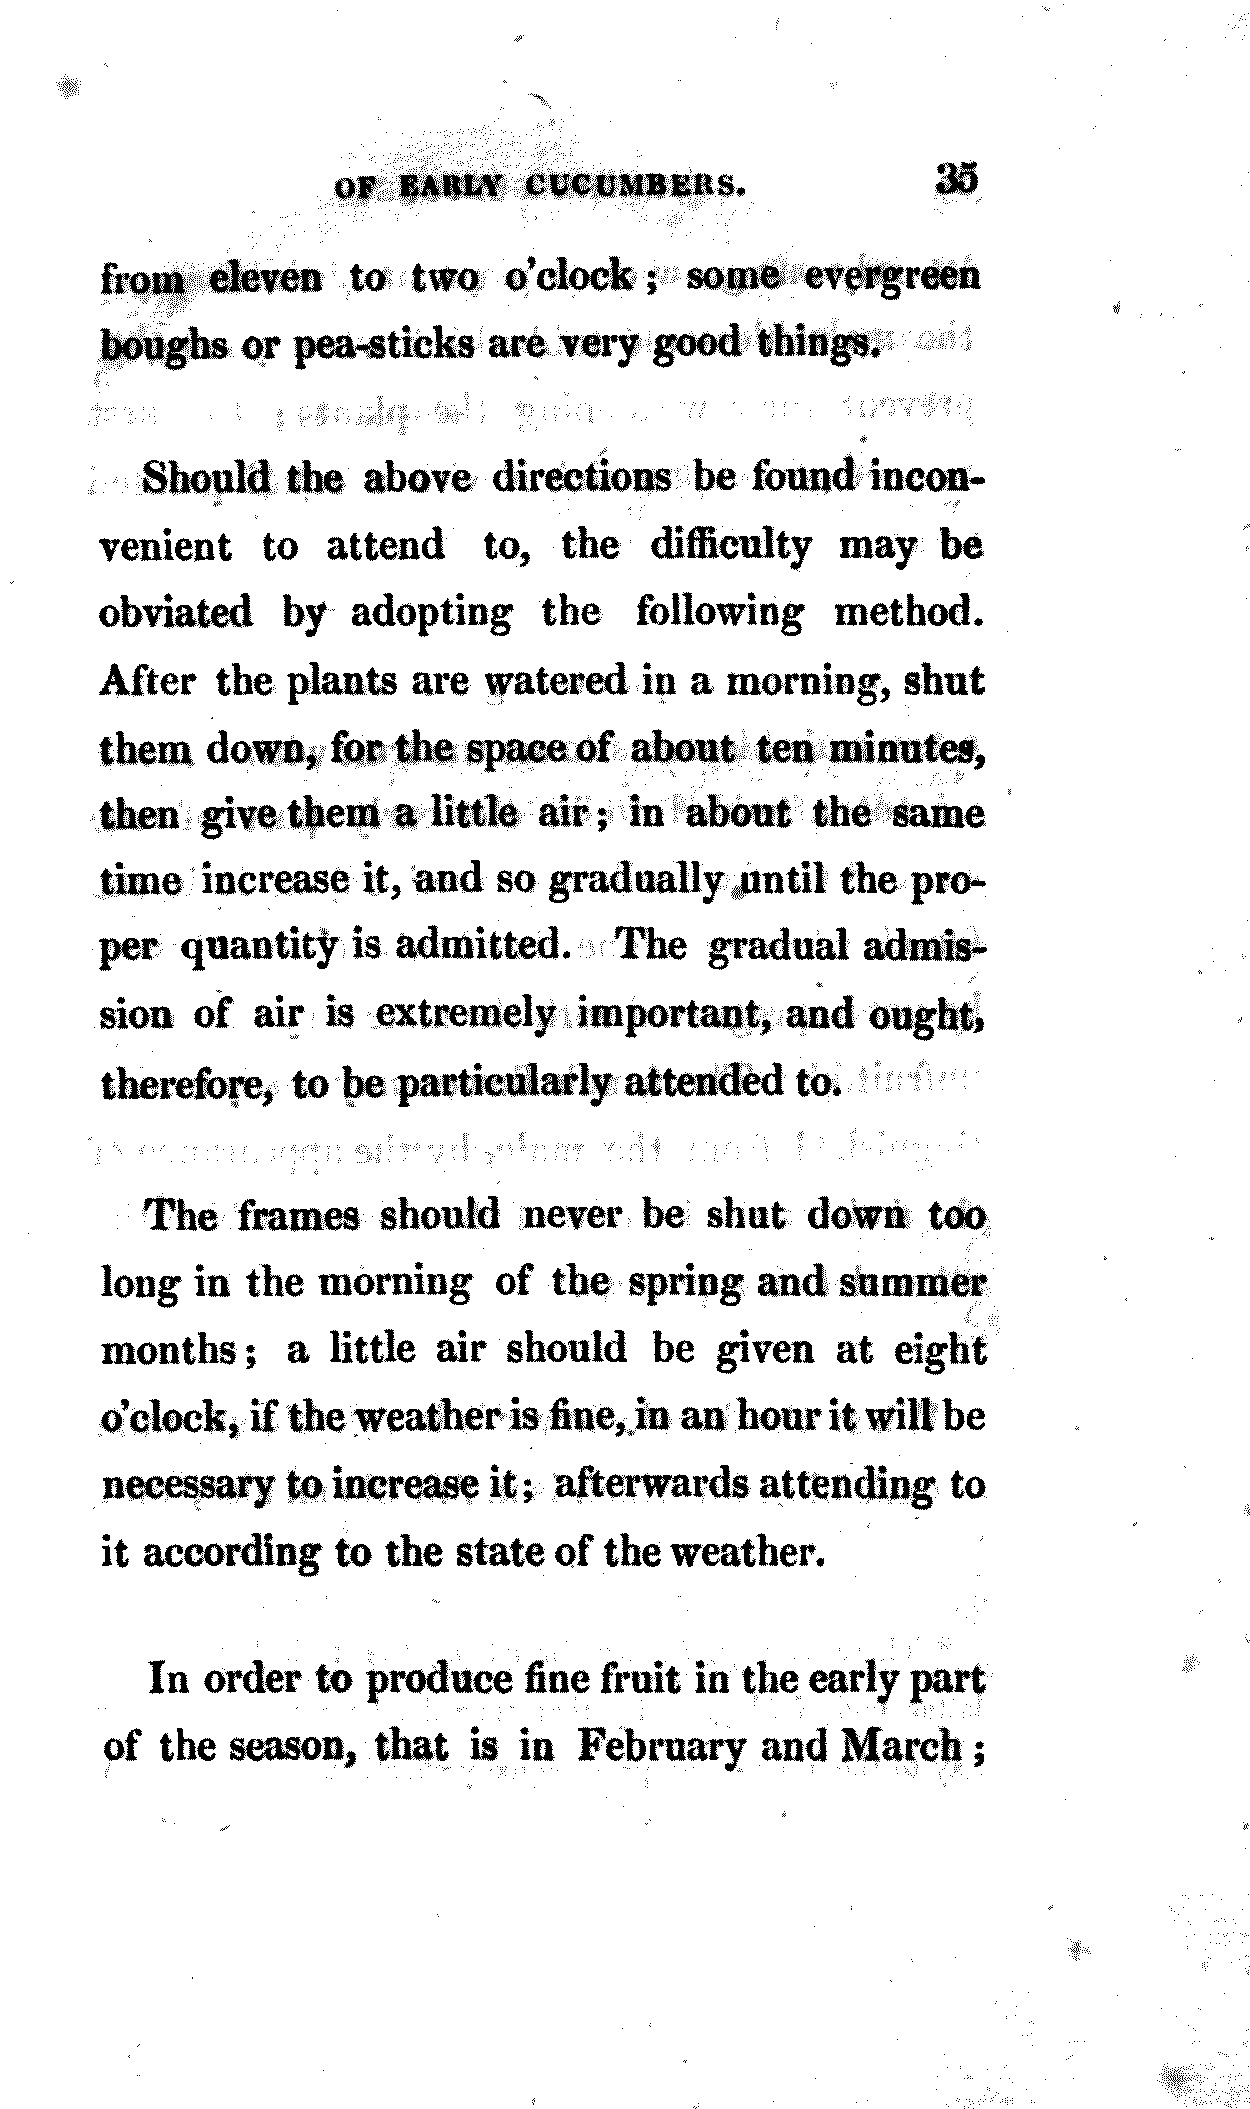 OF EARLY CUCUMBERS. 35
from eleven to two o'clock ; some evergreen
boughs or pea-sticks are very good things.
Should the above directions be found incon-
venient to attend to, the difficulty may be
obviated by adopting the following method.
After the plants are watered in a morning, shut
them down, for the space of about ten minutes,
then give them a little air ; in about the same
time increase it, and so gradually until the pro-
per quantity is admitted. The gradual admis-
sion of air is extremely important, and ought,
therefore, to be particularly attended to.
The frames should never be shut down too
long in the morning of the spring and summer
months ; a little air should be given at eight
o'clock, if the weather is fine, in an hour it will be
necessary to increase it ; afterwards attending to
it according to the state of the weather.
In order to produce fine fruit in the early part
of the season, that is in February and March ;